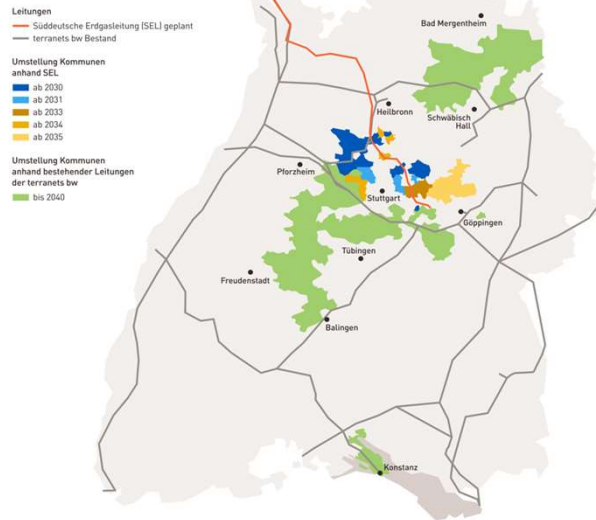 Leitungen
Süddeutsche Erdgasleitung (SEL) geplant
terranets bw Bestand
Umstellung Kommunen
anhand SEL
ab 2030
ab 2031
ab 2033
ab 2034
ab 2035
Umstellung Kommunen
anhand bestehender Leitungen
der terranets bw
bis 2040
Bad Mergentheim
Heilbronn
Schwäbisch
Hall
Pforzheim
Stuttgart
Göppingen
Tübingen
Freudenstadt
Balingen
Konstanz